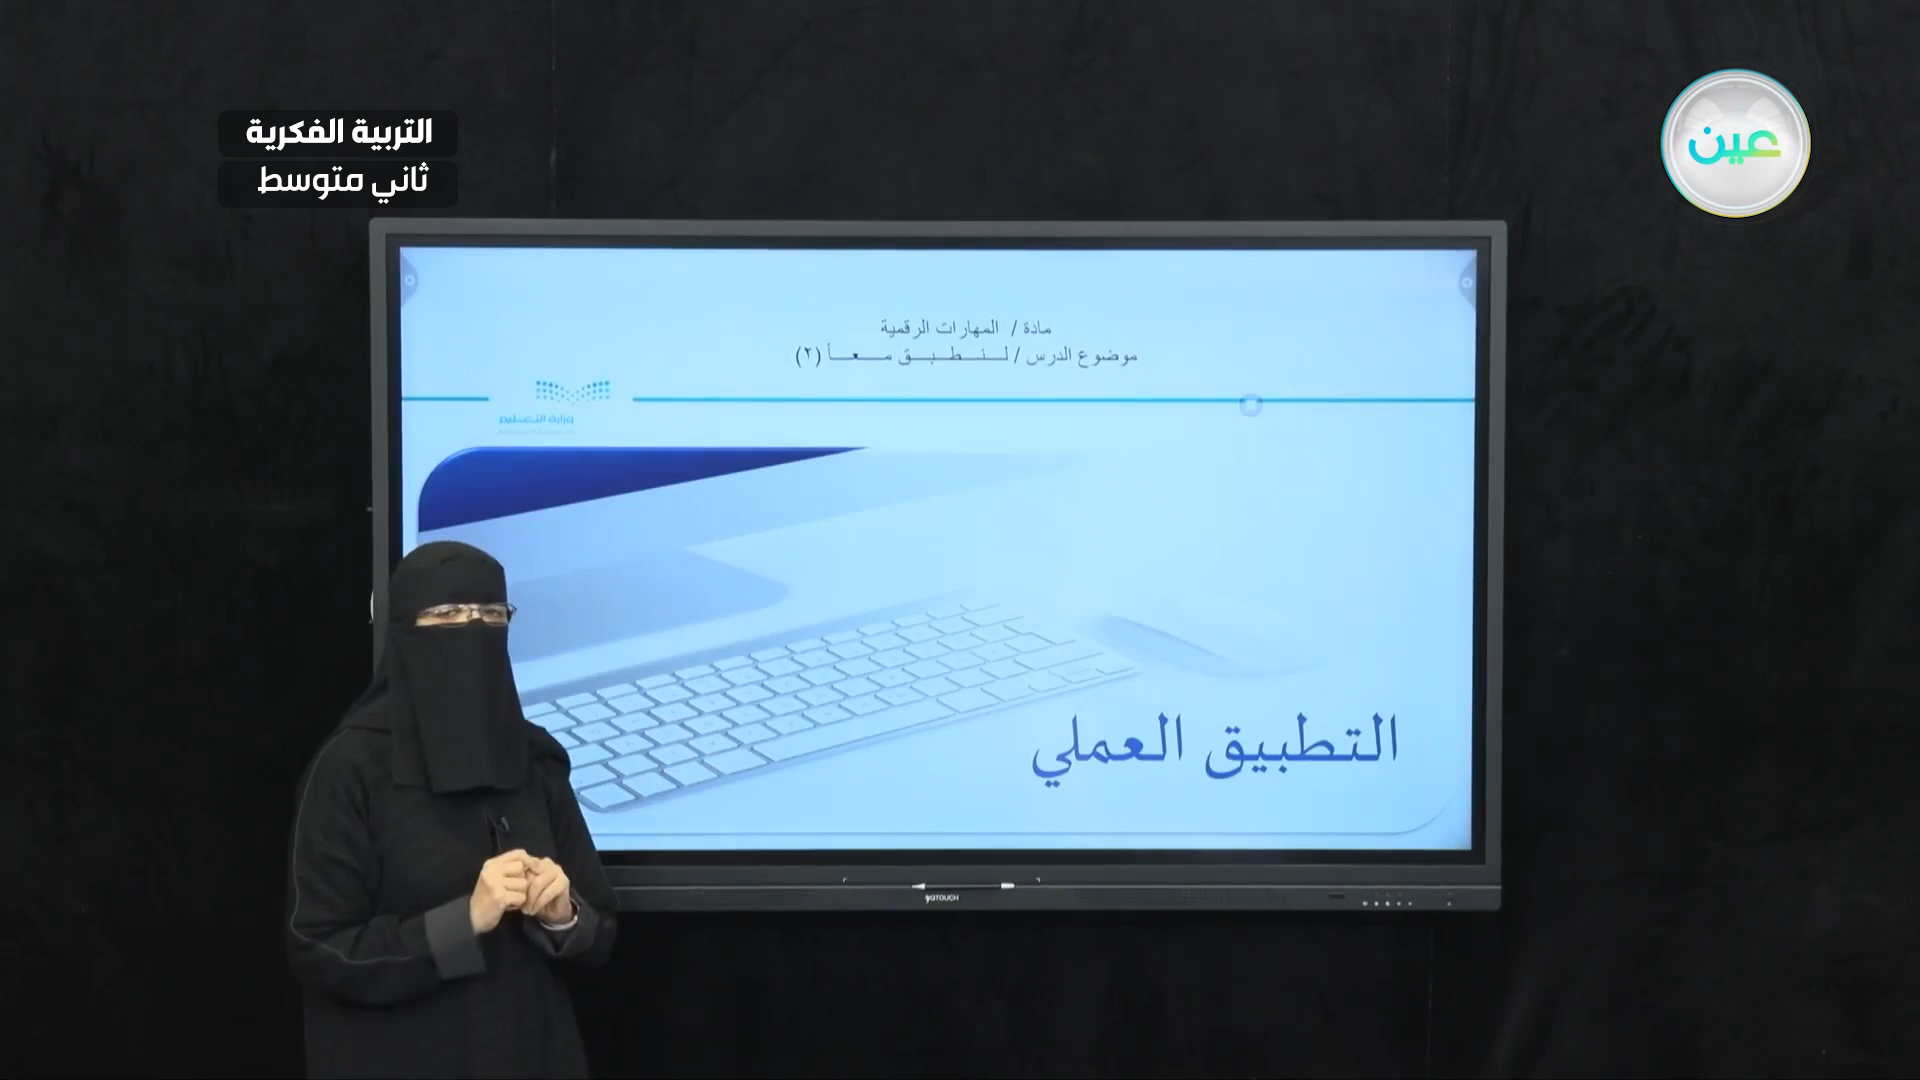 التربية الفكرية
ثاني متوسط
عين
مادة / المهارات الرقمية
موضوع الدرس / لنطبق معاً (٢)
وزارة التعليم
التطبيق العملي